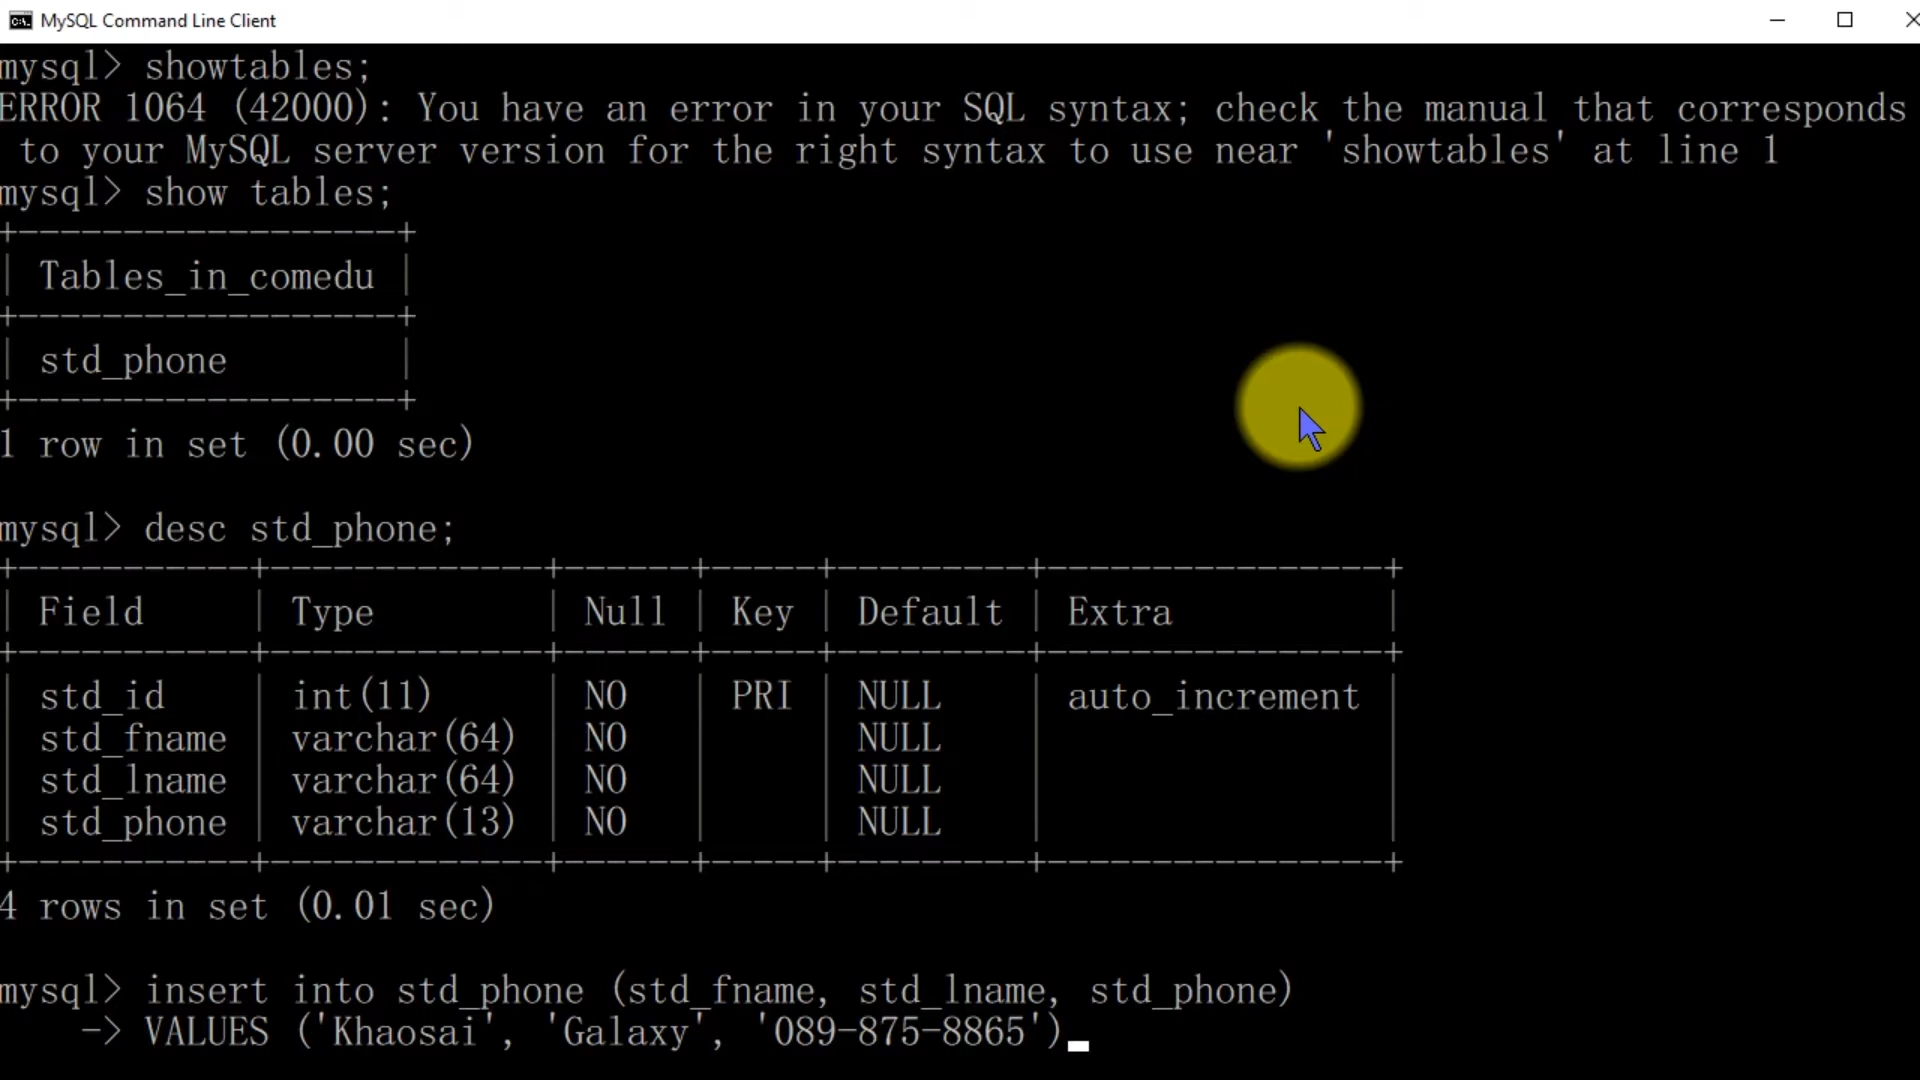 MySQL Command Line Client
mysql> showtables;
ERROR 1064 (42000): You have an error in your SQL syntax; check the manual that corresponds
 to your MySQL server version for the right syntax to use near 'showtables' at line 1
mysql> show tables;
+------------------+
| Tables_in_comedu |
+------------------+
| std_phone        |
+------------------+
1 row in set (0.00 sec)
mysql> desc std_phone;
+-----------+-------------+------+-----+---------+----------------+
| Field     | Type        | Null | Key | Default | Extra          |
+-----------+-------------+------+-----+---------+----------------+
| std_id    | int(11)     | NO   | PRI | NULL    | auto_increment |
| std_fname | varchar(64) | NO   |     | NULL    |                |
| std_lname | varchar(64) | NO   |     | NULL    |                |
| std_phone | varchar(13) | NO   |     | NULL    |                |
+-----------+-------------+------+-----+---------+----------------+
4 rows in set (0.01 sec)
mysql> insert into std_phone (std_fname, std_lname, std_phone)
    -> VALUES ('Khaosai', 'Galaxy', '089-875-8865')